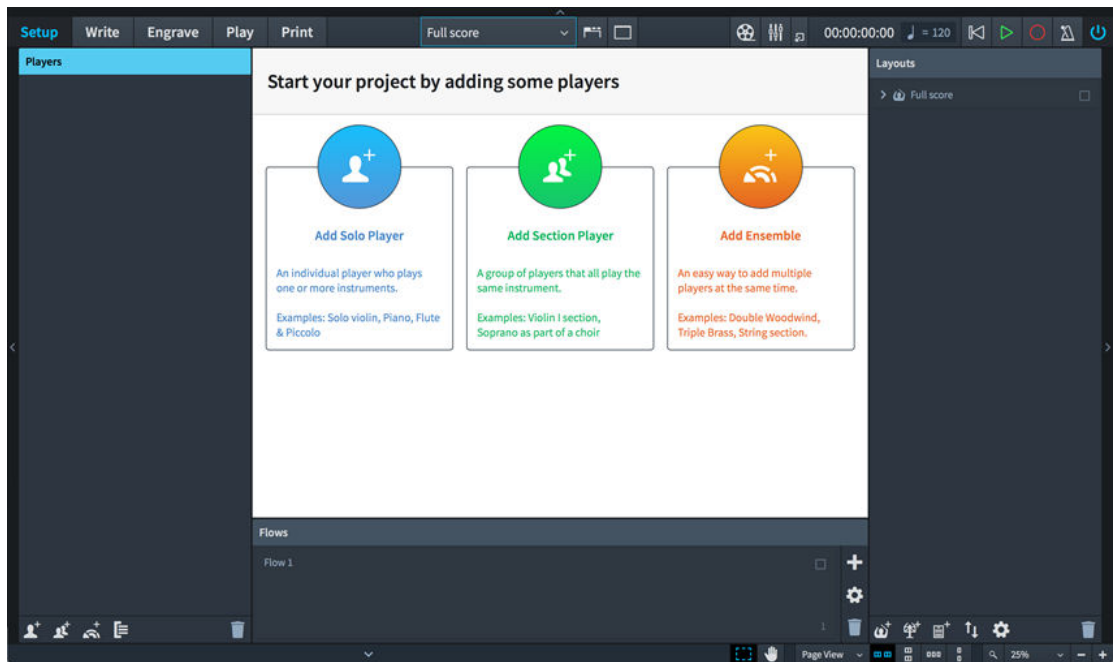 Setup Write Engrave Play Print Full score 00:00:00:00 = 120
Players
Start your project by adding some players
Layouts
Full score
Add Solo Player
An individual player who plays
one or more instruments.
Examples: Solo violin, Piano, Flute
& Piccolo
Add Section Player
A group of players that all play the
same instrument.
Examples: Violin I section,
Soprano as part of a choir
Add Ensemble
An easy way to add multiple
players at the same time.
Examples: Double Woodwind,
Triple Brass, String section.
Flows
Flow 1
1
Page View 25%